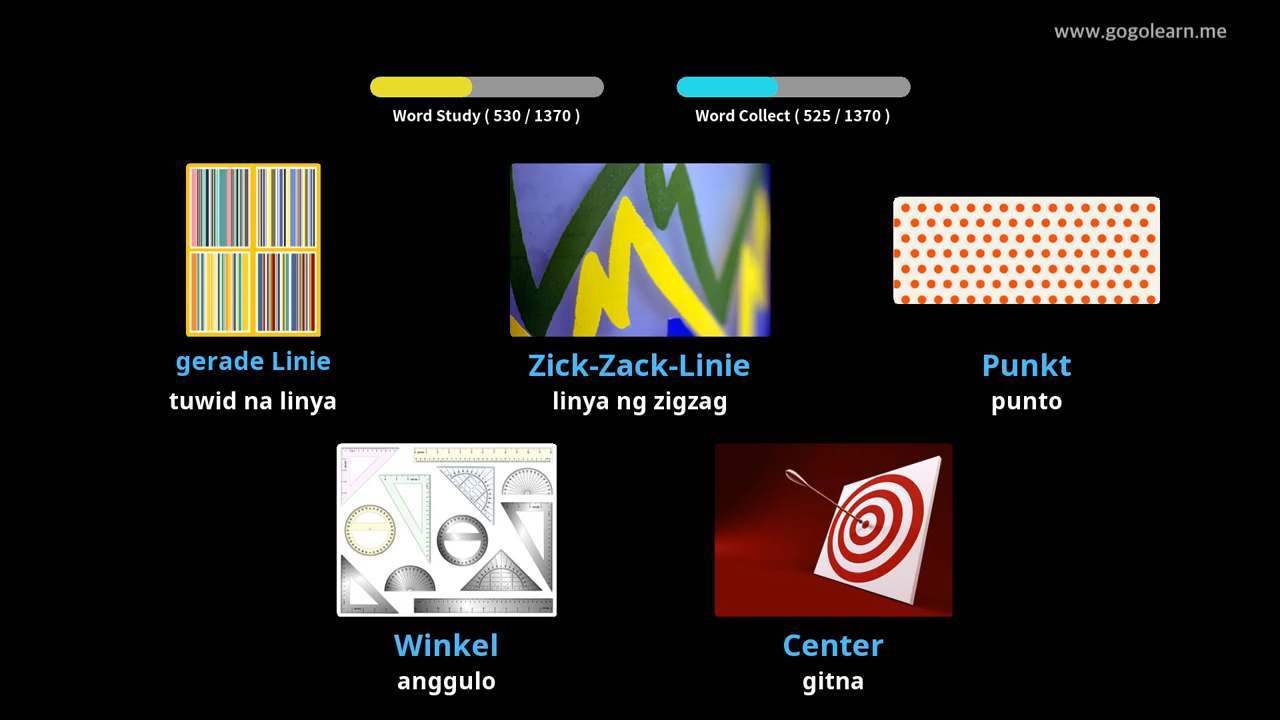 www.gogolearn.me
Word Study ( 530 / 1370 )
Word Collect ( 525 / 1370 )
gerade Linie
tuwid na linya
Zick-Zack-Linie
linya ng zigzag
Punkt
punto
Winkel
anggulo
Center
gitna